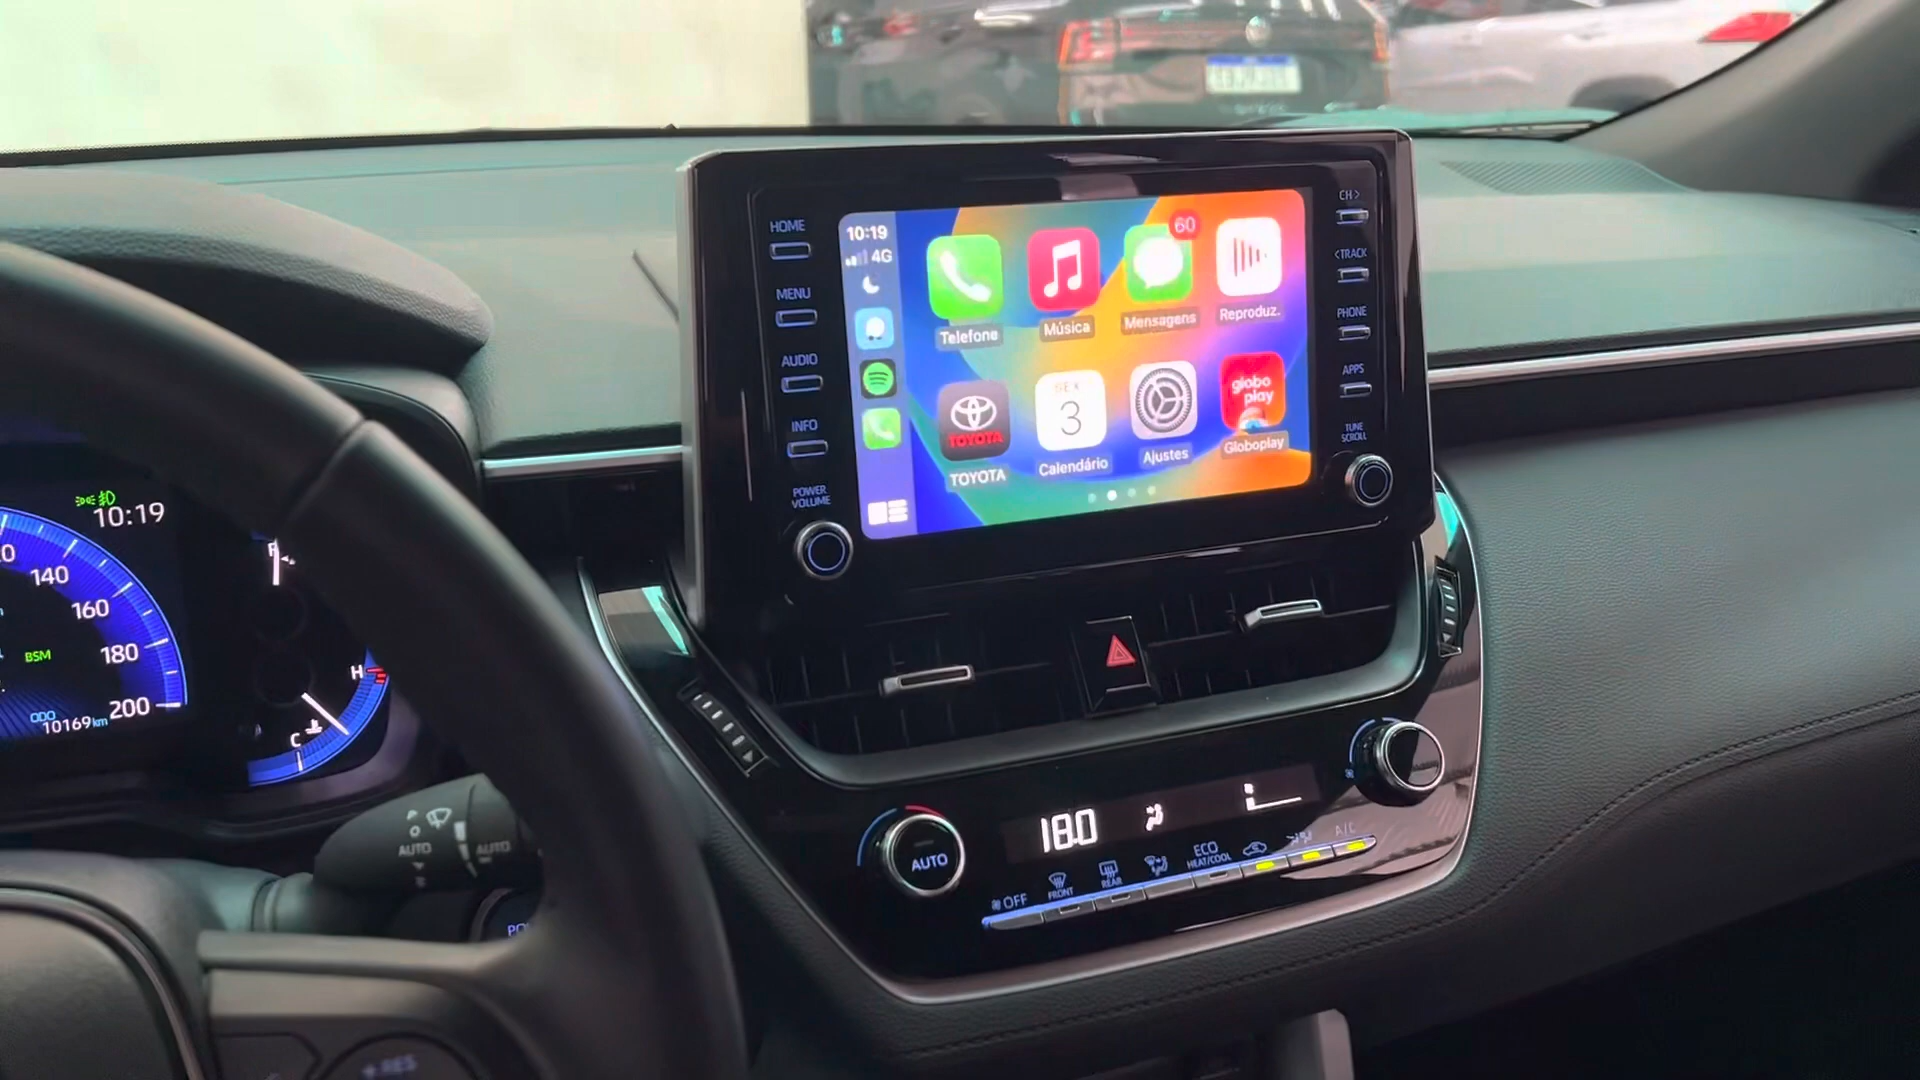 HOME
MENU
AUDIO
INFO
POWER
VOLUME
10:19
4G
60
Telefone
Música
Mensagens
Reproduz.
TOYOTA
TOYOTA
3
Calendário
Ajustes
globo
play
Globoplay
CH>
<TRACK
PHONE
APPS
TUNE
SCROLL
10:19
140
160
180
200
BSM
ODO
10169km
H
C
AUTO
AUTO
AUTO
18.0
OFF
FRONT
REAR
ECO
HEAT/COOL
A/C
+RES